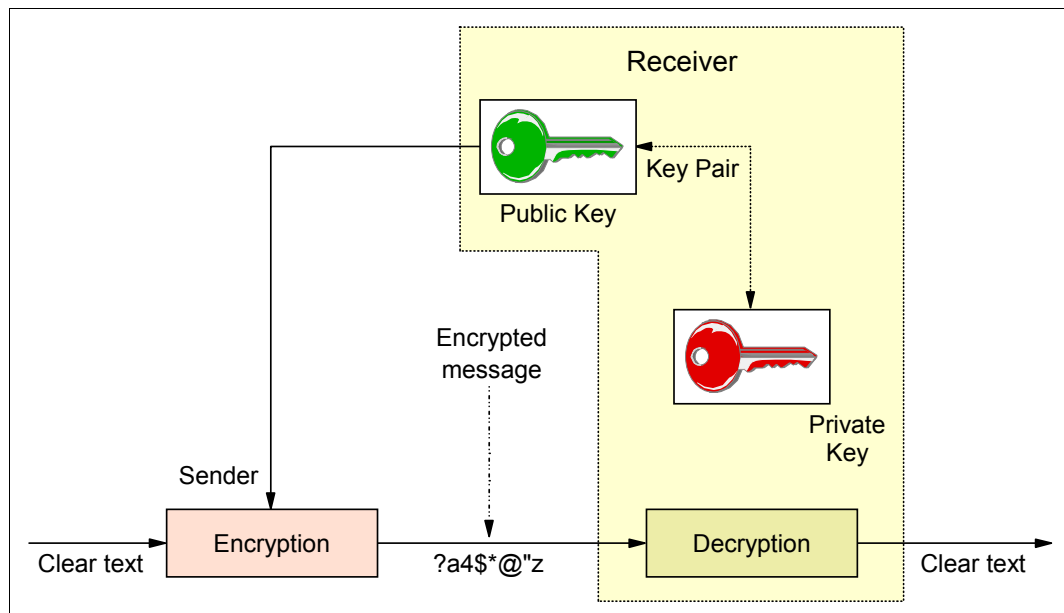 Receiver
Key Pair
Public Key
Encrypted
message
Private
Key
Sender
Encryption
Decryption
Clear text
?a4$*@"z
Clear text